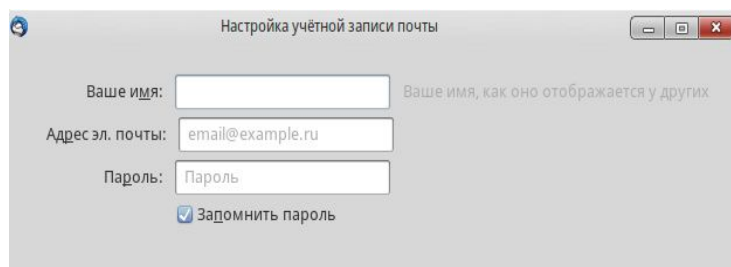 Настройка учётной записи почты
Ваше имя: Ваше имя, как оно отображается у других
Адрес эл. почты: email@example.ru
Пароль: Пароль
Запомнить пароль